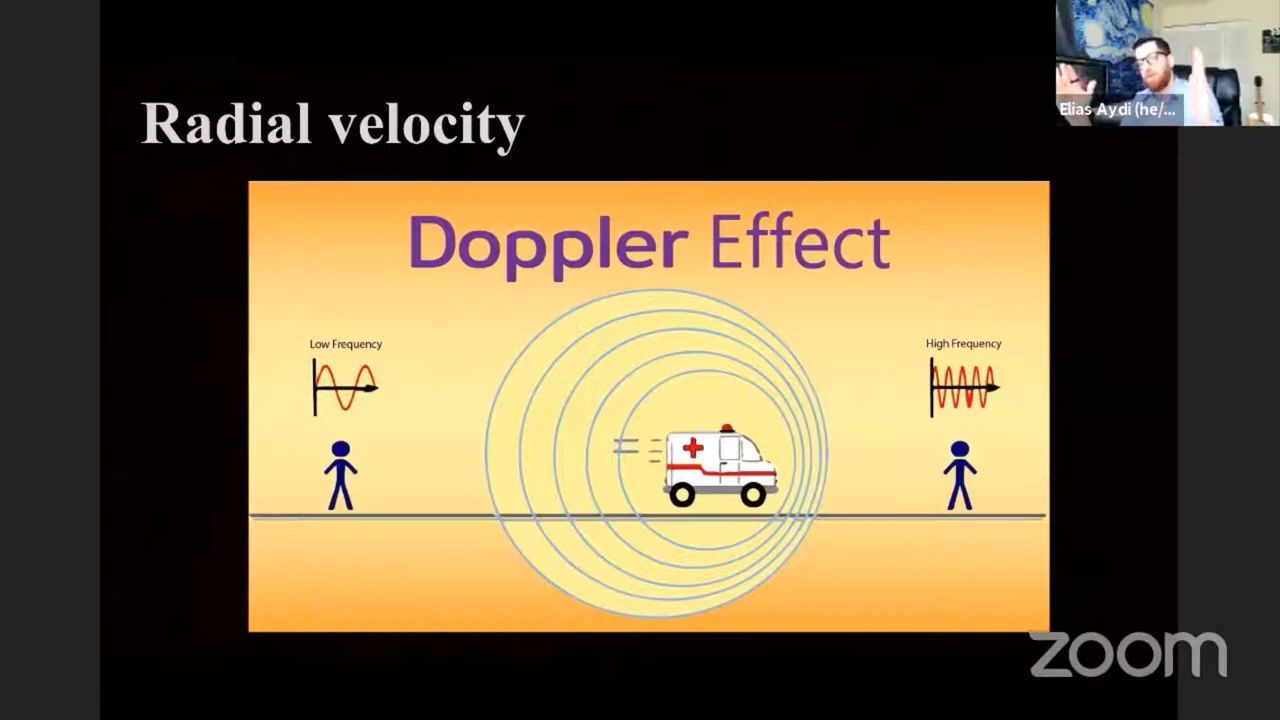 Radial velocity
Elias Aydi (he/...
Doppler Effect
Low Frequency
High Frequency
zoom